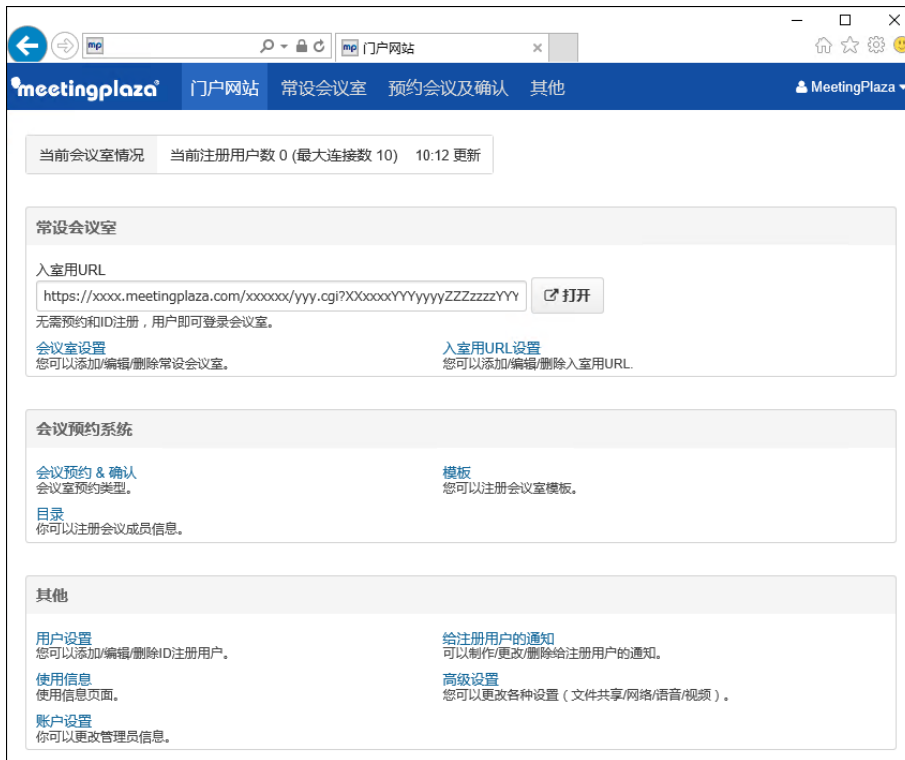 mp
mp 门户网站
meetingplaza 门户网站 常设会议室 预约会议及确认 其他 MeetingPlaza
当前会议室情况 当前注册用户数 0 (最大连接数 10) 10:12 更新
常设会议室
入室用URL
https://xxxx.meetingplaza.com/xxxxxx/yyy.cgi?XXxxxxYYYyyyyZZZzzzzYYY 打开
无需预约和ID注册，用户即可登录会议室。
会议室设置 入室用URL设置
您可以添加/编辑/删除常设会议室。 您可以添加/编辑/删除入室用URL.
会议预约系统
会议预约 & 确认 模板
会议室预约类型。 您可以注册会议室模板。
目录
你可以注册会议成员信息。
其他
用户设置 给注册用户的通知
您可以添加/编辑/删除ID注册用户。 可以制作/更改/删除给注册用户的通知。
使用信息 高级设置
使用信息页面。 您可以更改各种设置（文件共享/网络/语音/视频）。
账户设置
你可以更改管理员信息。